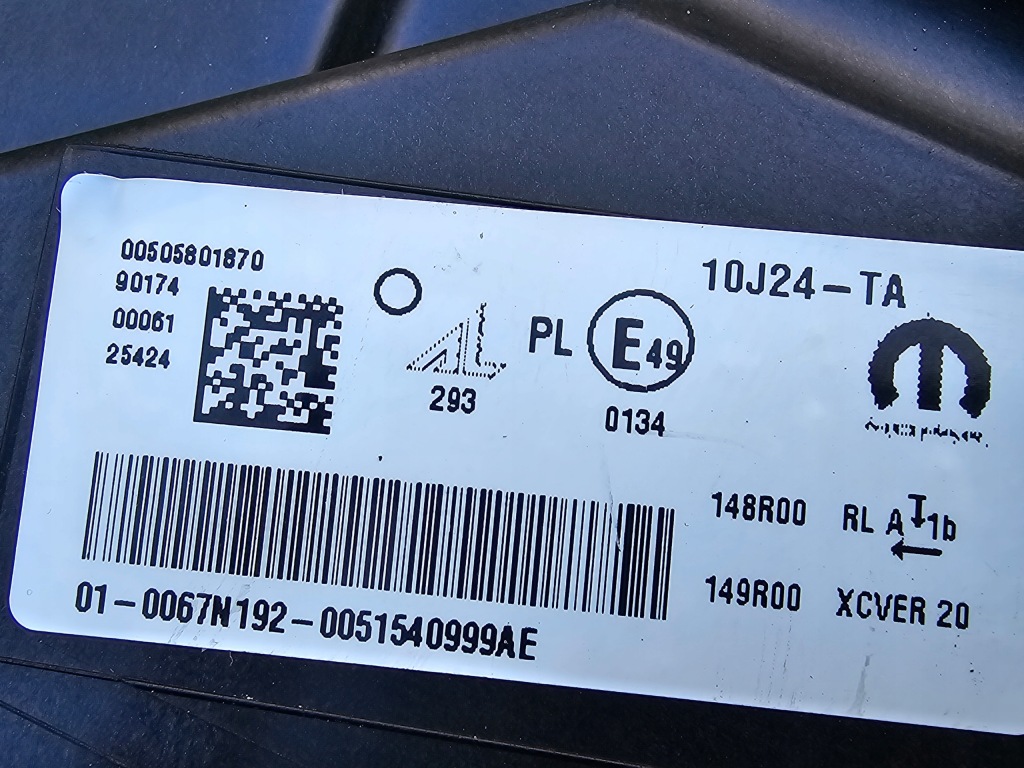 00505801870
90174
00061
25424
AL
293
PL E49
0134
10J24-TA
148R00 RL A 1b
149R00 XCVER 20
01-0067N192-0051540999AE